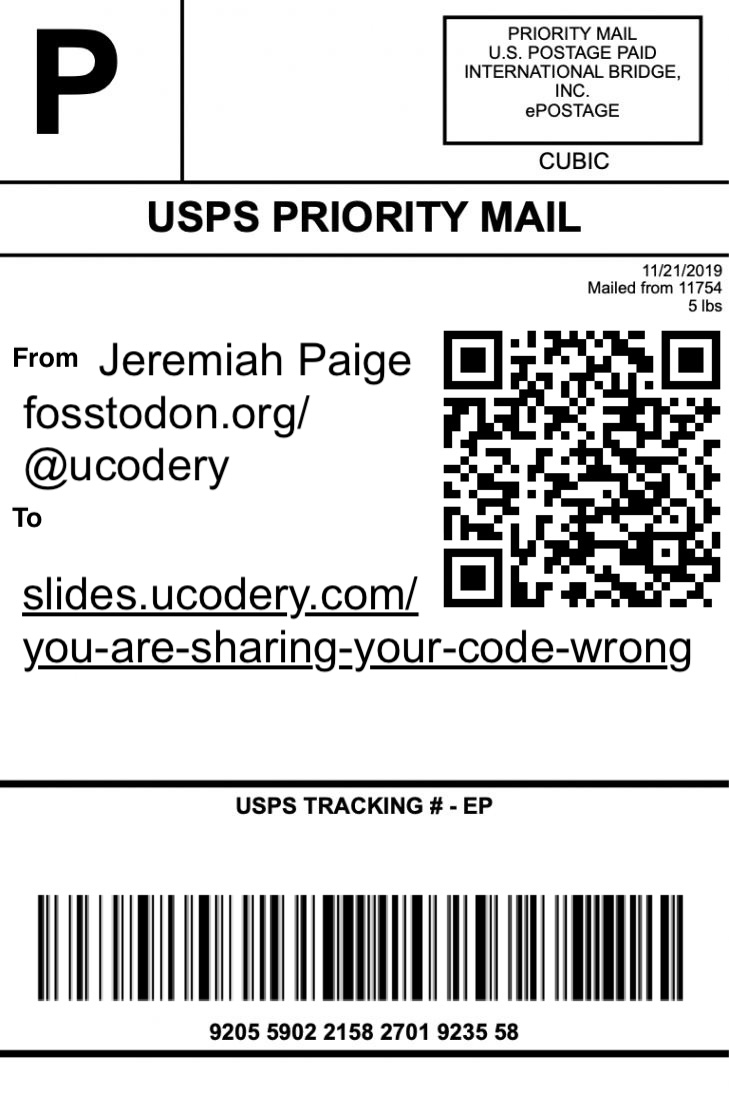 P
PRIORITY MAIL
U.S. POSTAGE PAID
INTERNATIONAL BRIDGE,
INC.
ePOSTAGE
CUBIC
USPS PRIORITY MAIL
11/21/2019
Mailed from 11754
5 lbs
From Jeremiah Paige
fosstodon.org/
@ucodery
To
slides.ucodery.com/
you-are-sharing-your-code-wrong
USPS TRACKING # - EP
9205 5902 2158 2701 9235 58